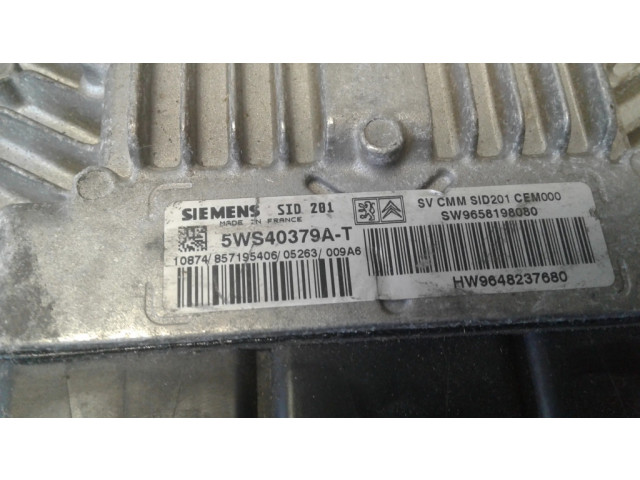 SIEMENS SID 201
MADE IN FRANCE
5WS40379A-T
10874/857195406/05263/009A6
SV CMM SID201 CEM000
SW9658198080
HW9648237680